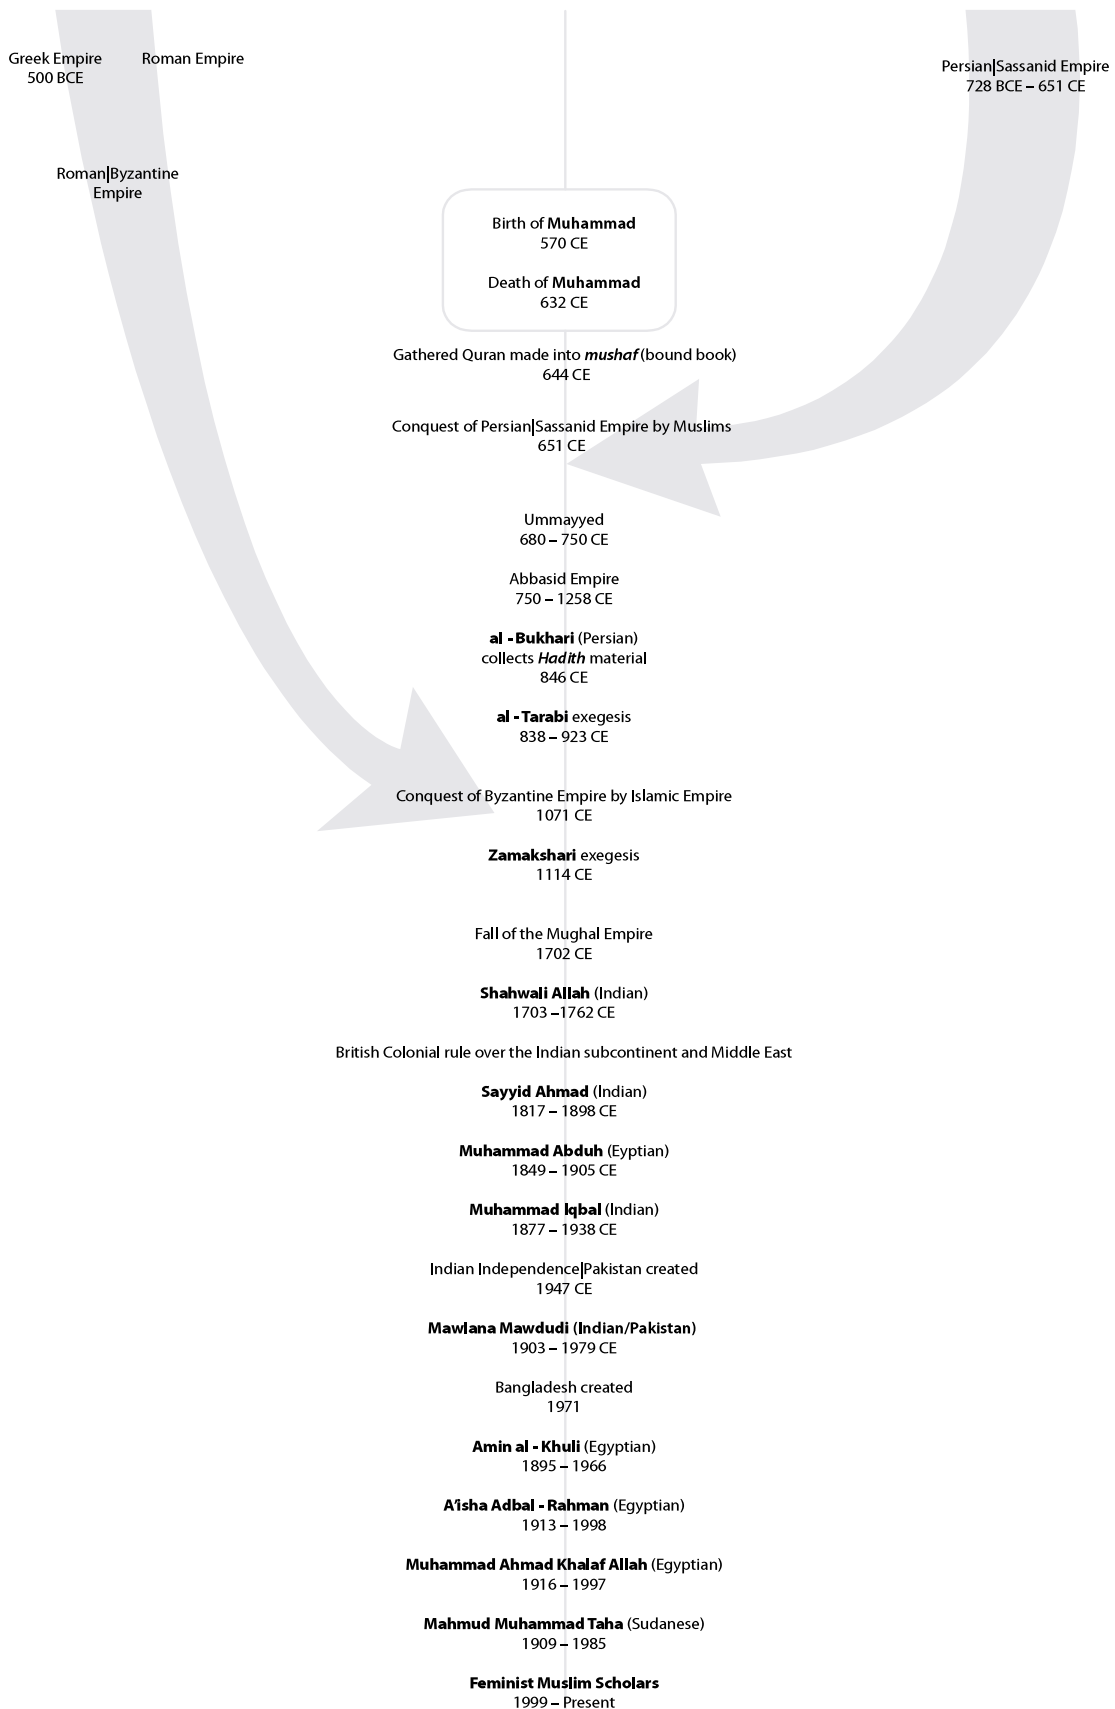 Greek Empire
500 BCE
Roman Empire
Persian|Sassanid Empire
728 BCE – 651 CE
Roman|Byzantine
Empire
Birth of Muhammad
570 CE
Death of Muhammad
632 CE
Gathered Quran made into mushaf (bound book)
644 CE
Conquest of Persian|Sassanid Empire by Muslims
651 CE
Ummayyed
680 – 750 CE
Abbasid Empire
750 – 1258 CE
al - Bukhari (Persian)
collects Hadith material
846 CE
al - Tarabi exegesis
838 – 923 CE
Conquest of Byzantine Empire by Islamic Empire
1071 CE
Zamakshari exegesis
1114 CE
Fall of the Mughal Empire
1702 CE
Shahwali Allah (Indian)
1703 –1762 CE
British Colonial rule over the Indian subcontinent and Middle East
Sayyid Ahmad (Indian)
1817 – 1898 CE
Muhammad Abduh (Eyptian)
1849 – 1905 CE
Muhammad Iqbal (Indian)
1877 – 1938 CE
Indian Independence|Pakistan created
1947 CE
Mawlana Mawdudi (Indian/Pakistan)
1903 – 1979 CE
Bangladesh created
1971
Amin al - Khuli (Egyptian)
1895 – 1966
A'isha Adbal - Rahman (Egyptian)
1913 – 1998
Muhammad Ahmad Khalaf Allah (Egyptian)
1916 – 1997
Mahmud Muhammad Taha (Sudanese)
1909 – 1985
Feminist Muslim Scholars
1999 – Present